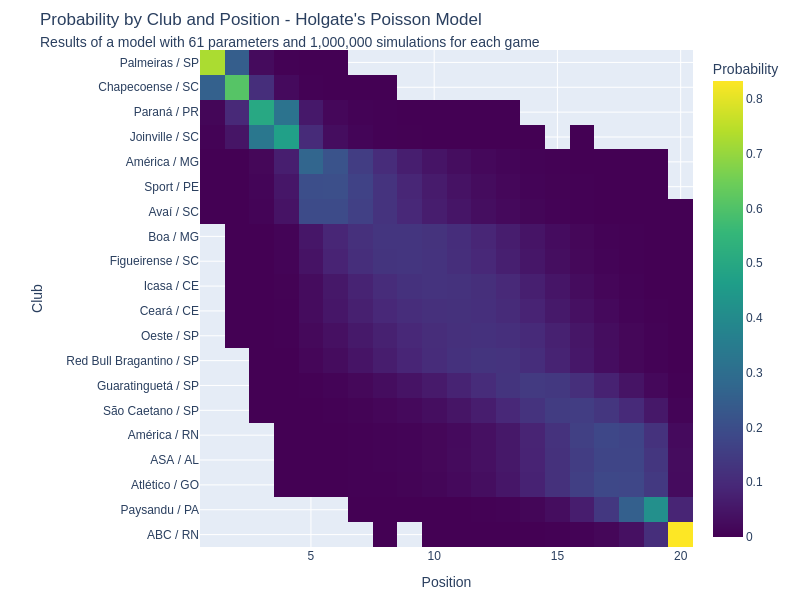 Probability by Club and Position - Holgate's Poisson Model
Results of a model with 61 parameters and 1,000,000 simulations for each game
Probability
Palmeiras / SP
Chapecoense / SC
Paraná / PR
Joinville / SC
América / MG
Sport / PE
Avaí / SC
Boa / MG
Figueirense / SC
Icasa / CE
Ceará / CE
Oeste / SP
Red Bull Bragantino / SP
Guaratinguetá / SP
São Caetano / SP
América / RN
ASA / AL
Atlético / GO
Paysandu / PA
ABC / RN
Club
5 10 15 20
Position
0.8
0.7
0.6
0.5
0.4
0.3
0.2
0.1
0